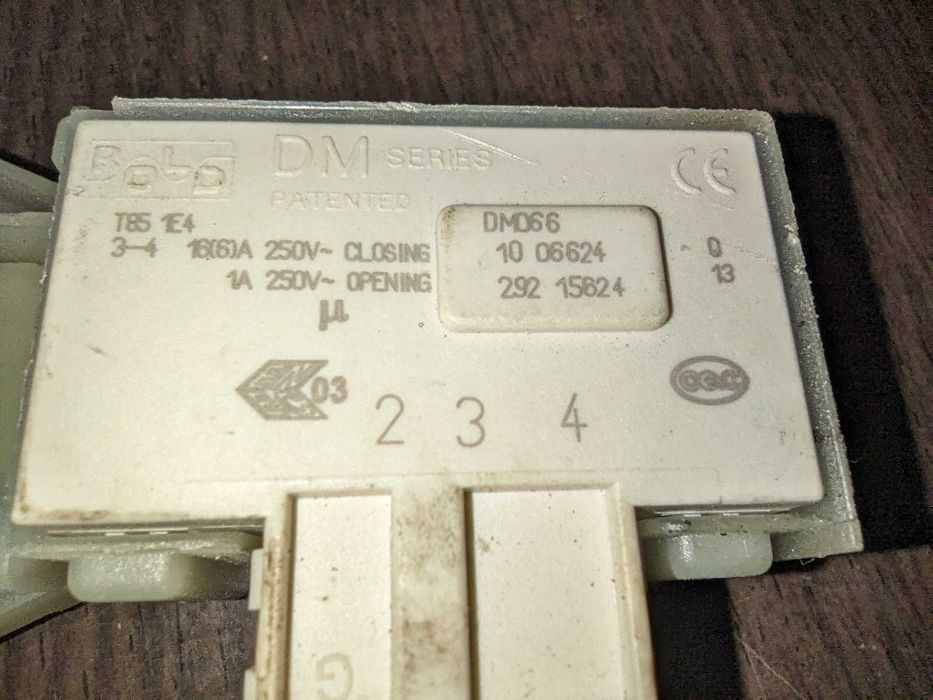 DM SERIES
PATENTED
CE
T85 1E4
3-4 16(6)A 250V~ CLOSING
1A 250V~ OPENING
µ
DM066
10 06624
292 15624
Q
13
03
2 3 4
G